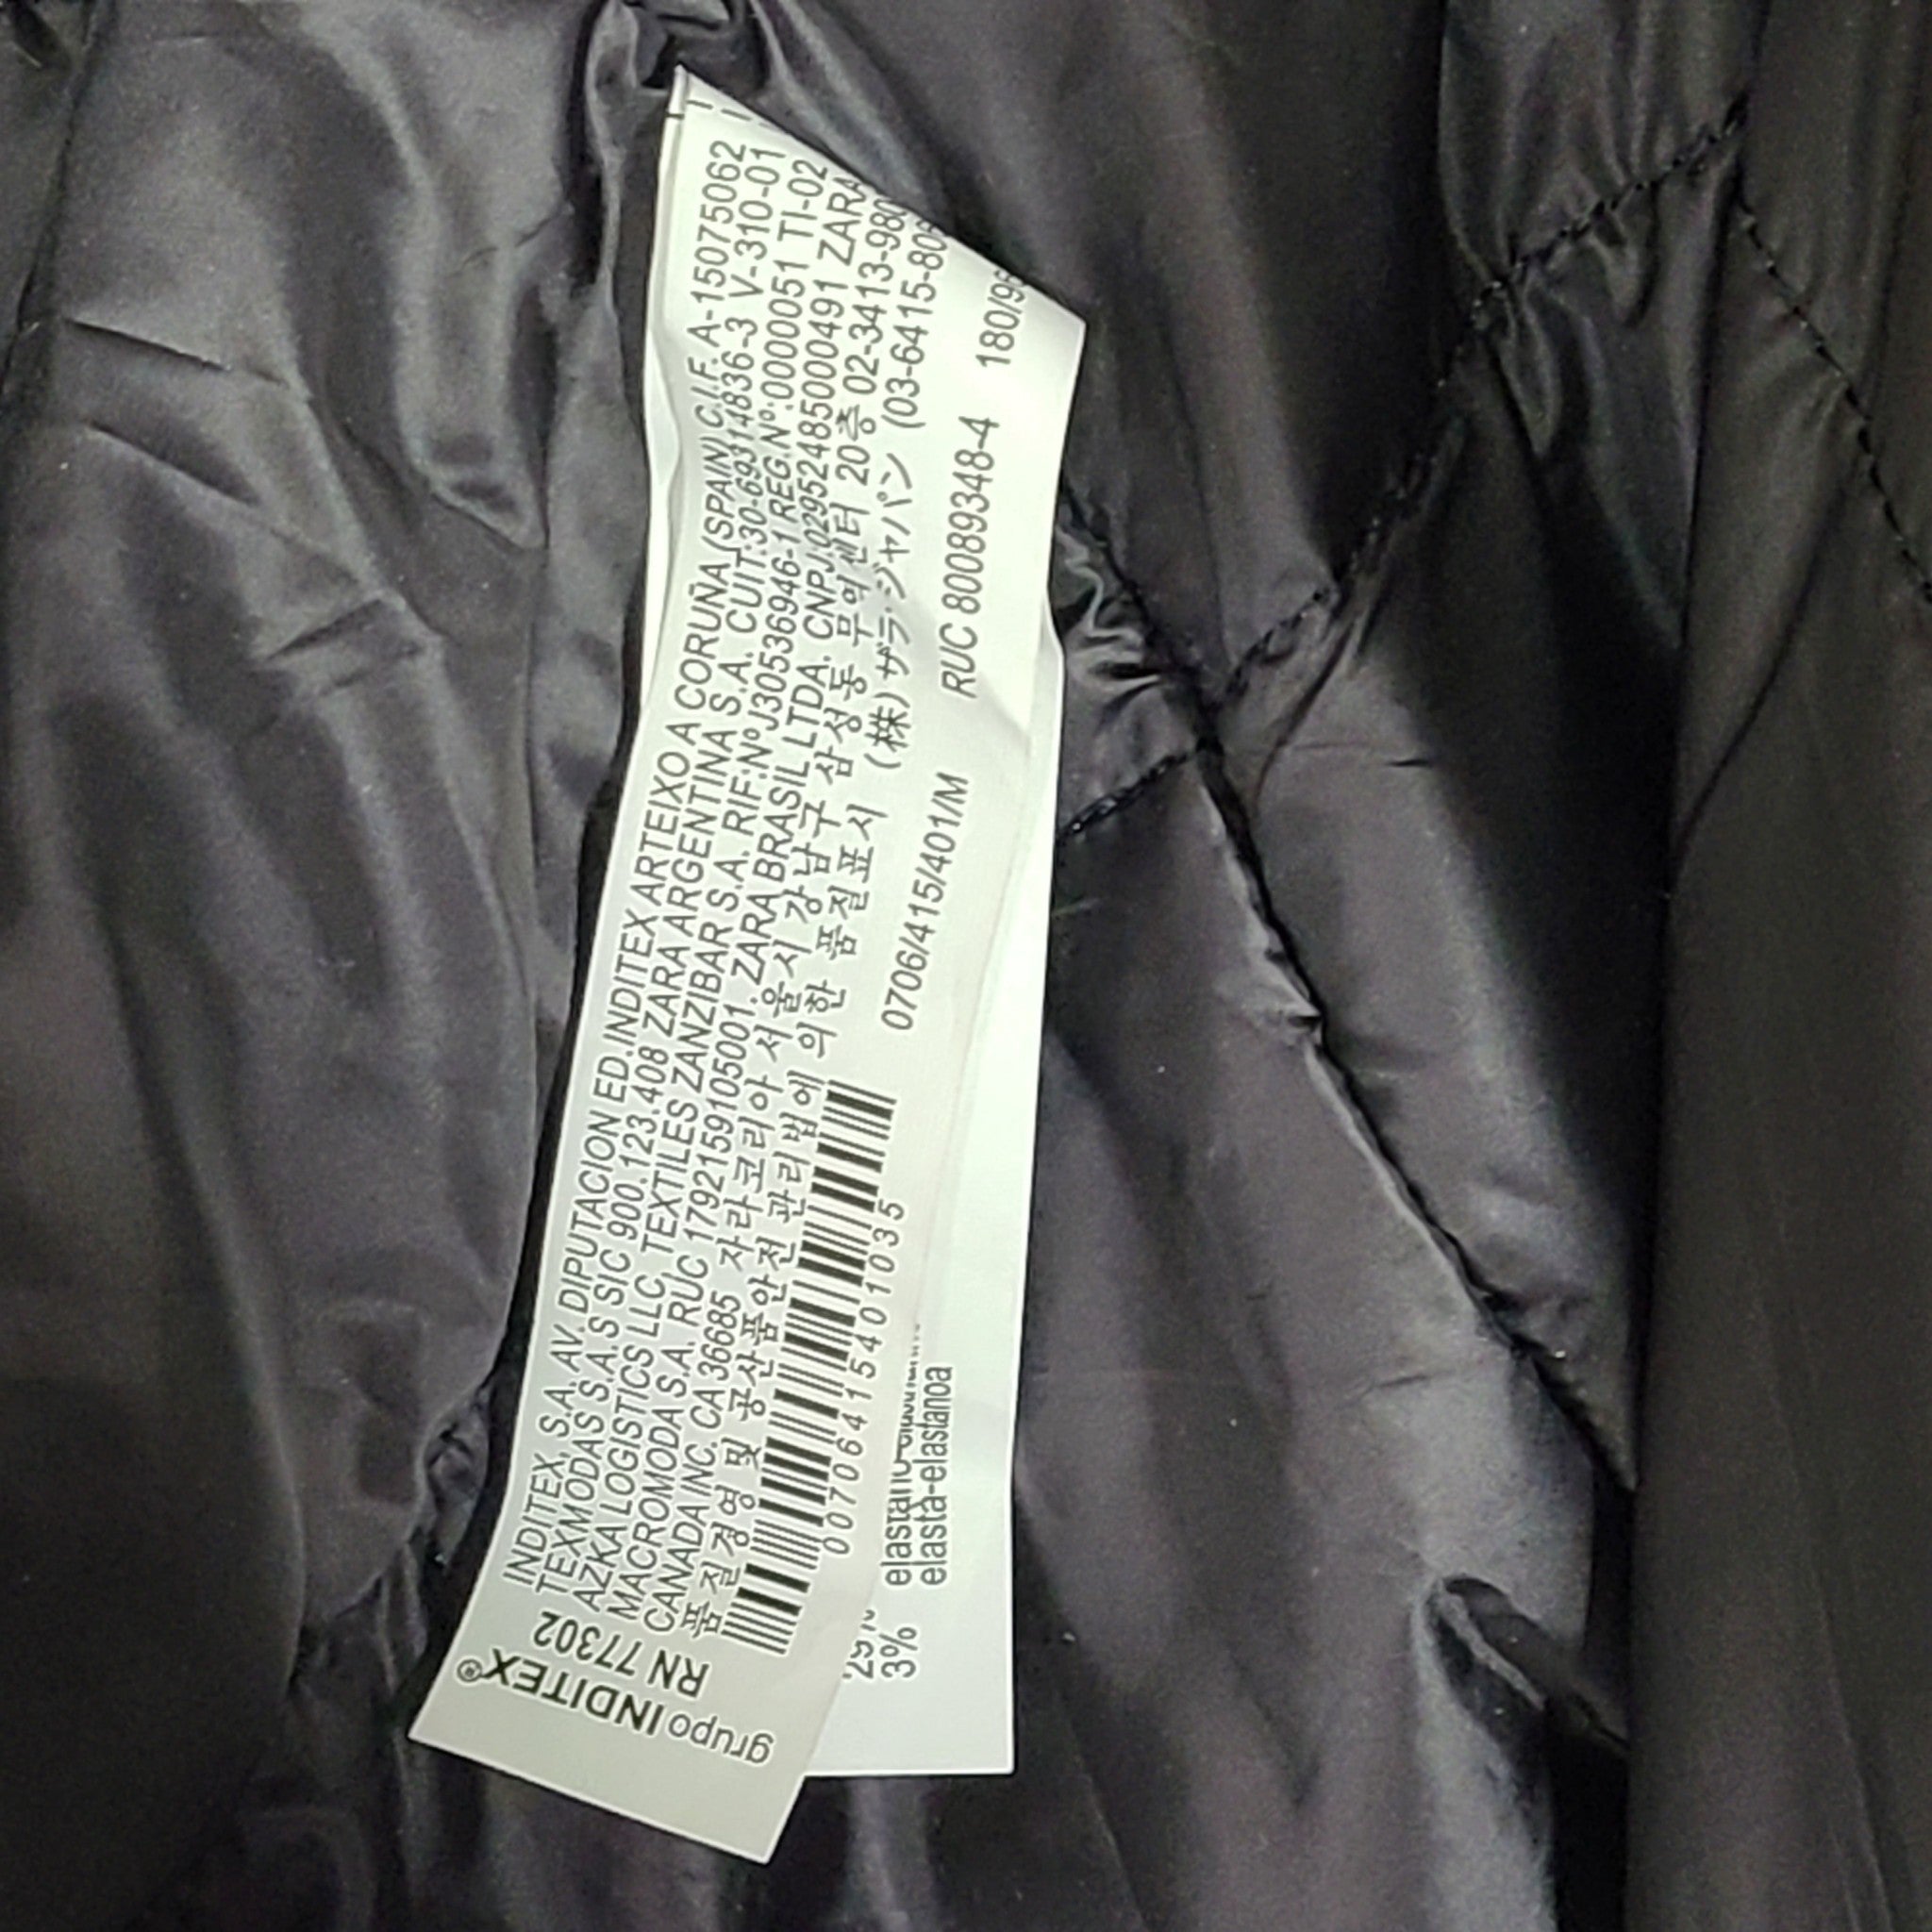 grupo INDITEX®
RN 77302
INDITEX, S.A. AV. DIPUTACION ED.INDITEX ARTEIXO A CORUÑA (SPAIN) C.I.F. A-15075062
TEXMODAS S.A.S SIC 900.123.408 ZARA ARGENTINA S.A. CUIT:30-69314836-3 V-310-01
AZKA LOGISTICS LLC, TEXTILES ZANZIBAR S.A. RIF:Nº J305369946-1 REG.Nº:0000051 TI-02
MACROMODA S.A. RUC 1792159105001. ZARA BRASIL LTDA. CNPJ.02952485000491 ZARA
CANADA INC. CA 36685 자라코리아 서울시 강남구 삼성동 무역센터 20층 02-3413-980
품질경영 및 공산품안전 관리법에 의한 품질표시 (株) ザラ・ジャパン (03-6415-80
0706/415/401/M RUC 80089348-4 180/9
00706415401035
3% elasta-elastanoa